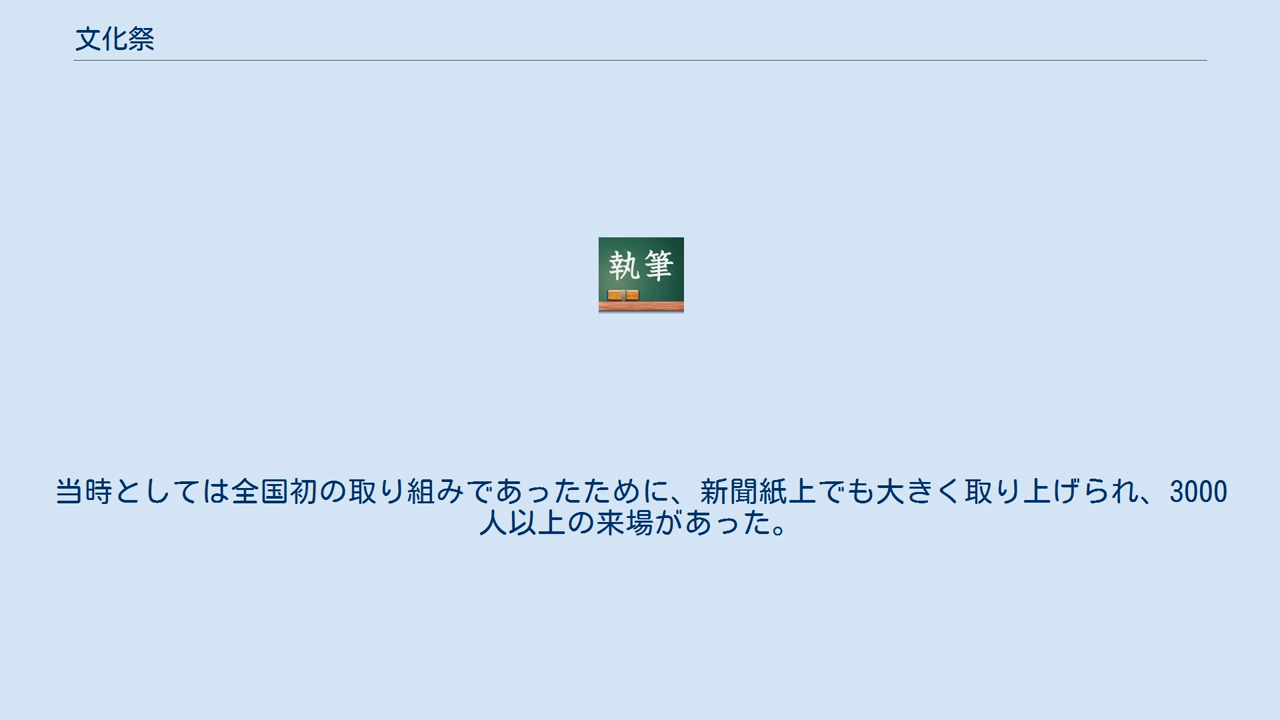 文化祭
執筆
当時としては全国初の取り組みであったために、新聞紙上でも大きく取り上げられ、3000
人以上の来場があった。